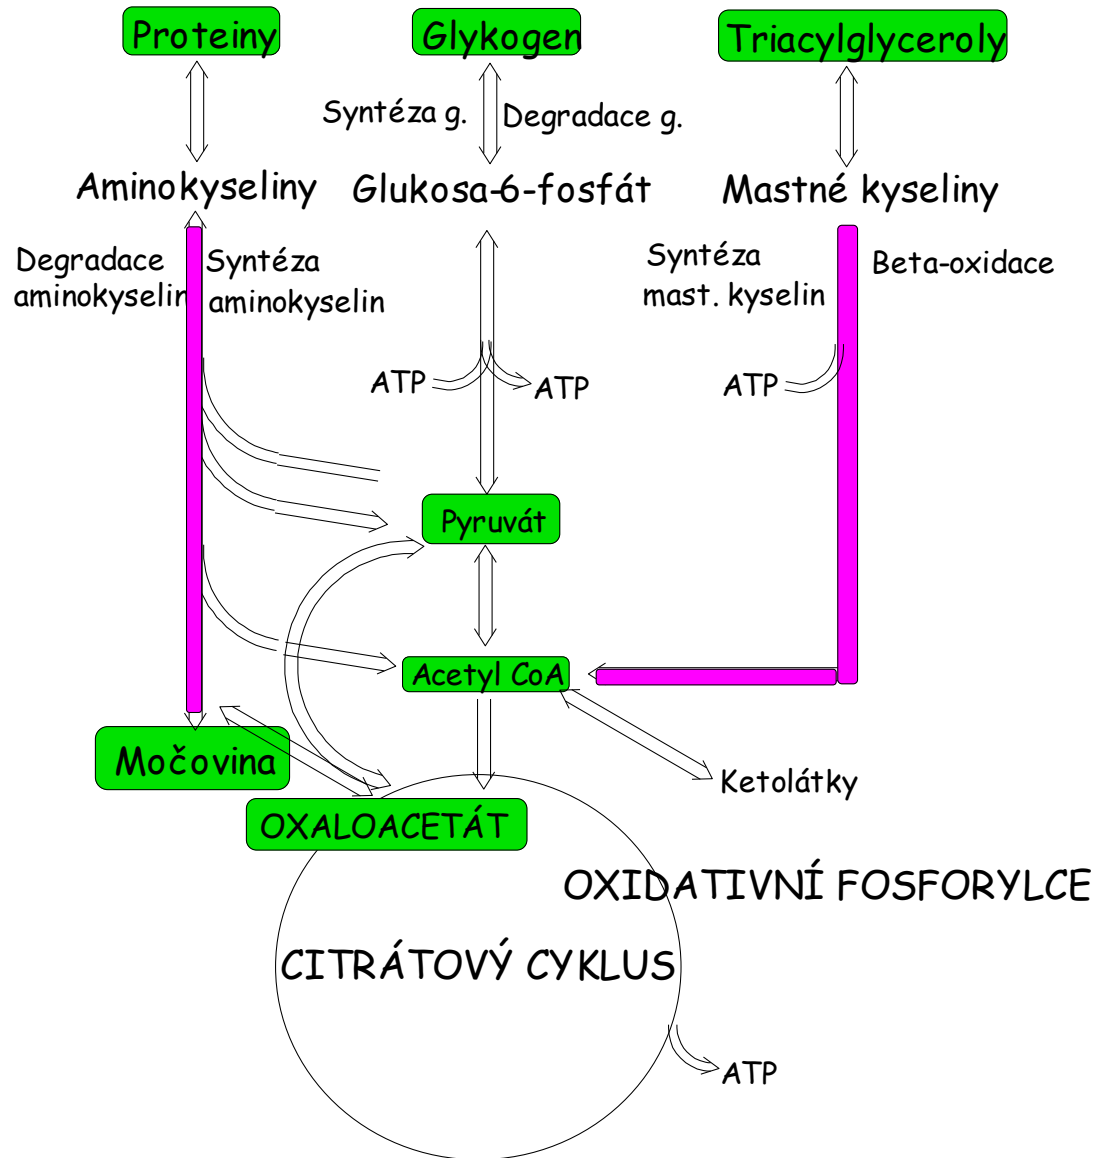 Proteiny
Glykogen
Triacylglyceroly
Syntéza g.
Degradace g.
Aminokyseliny
Glukosa-6-fosfát
Mastné kyseliny
Degradace
aminokyselin
Syntéza
aminokyselin
Syntéza
mast. kyselin
Beta-oxidace
ATP
ATP
ATP
Pyruvát
Acetyl CoA
Močovina
Ketolátky
OXALOACETÁT
OXIDATIVNÍ FOSFORYLCE
CITRÁTOVÝ CYKLUS
ATP